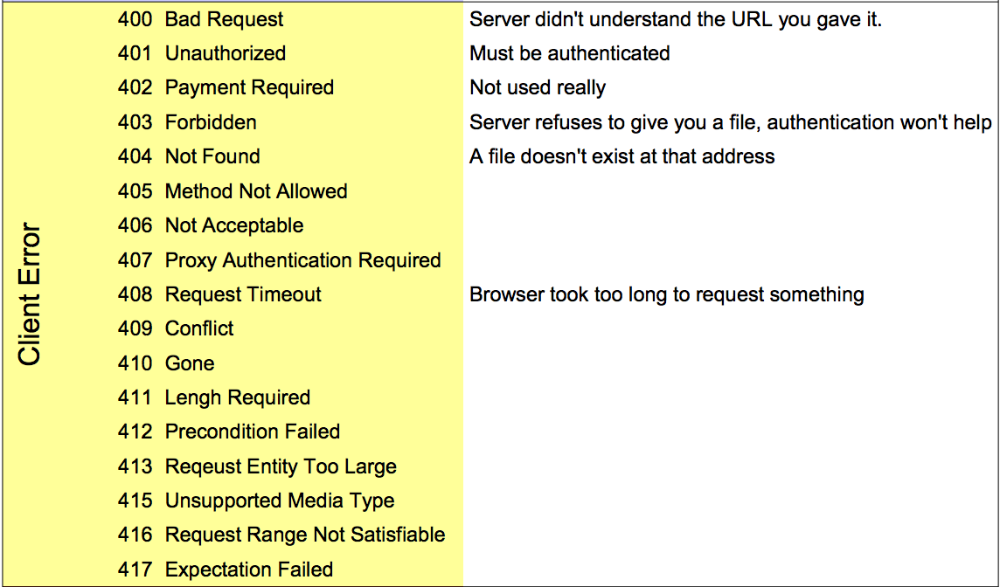 Client Error
400 Bad Request Server didn't understand the URL you gave it.
401 Unauthorized Must be authenticated
402 Payment Required Not used really
403 Forbidden Server refuses to give you a file, authentication won't help
404 Not Found A file doesn't exist at that address
405 Method Not Allowed
406 Not Acceptable
407 Proxy Authentication Required
408 Request Timeout Browser took too long to request something
409 Conflict
410 Gone
411 Lengh Required
412 Precondition Failed
413 Reqeust Entity Too Large
415 Unsupported Media Type
416 Request Range Not Satisfiable
417 Expectation Failed